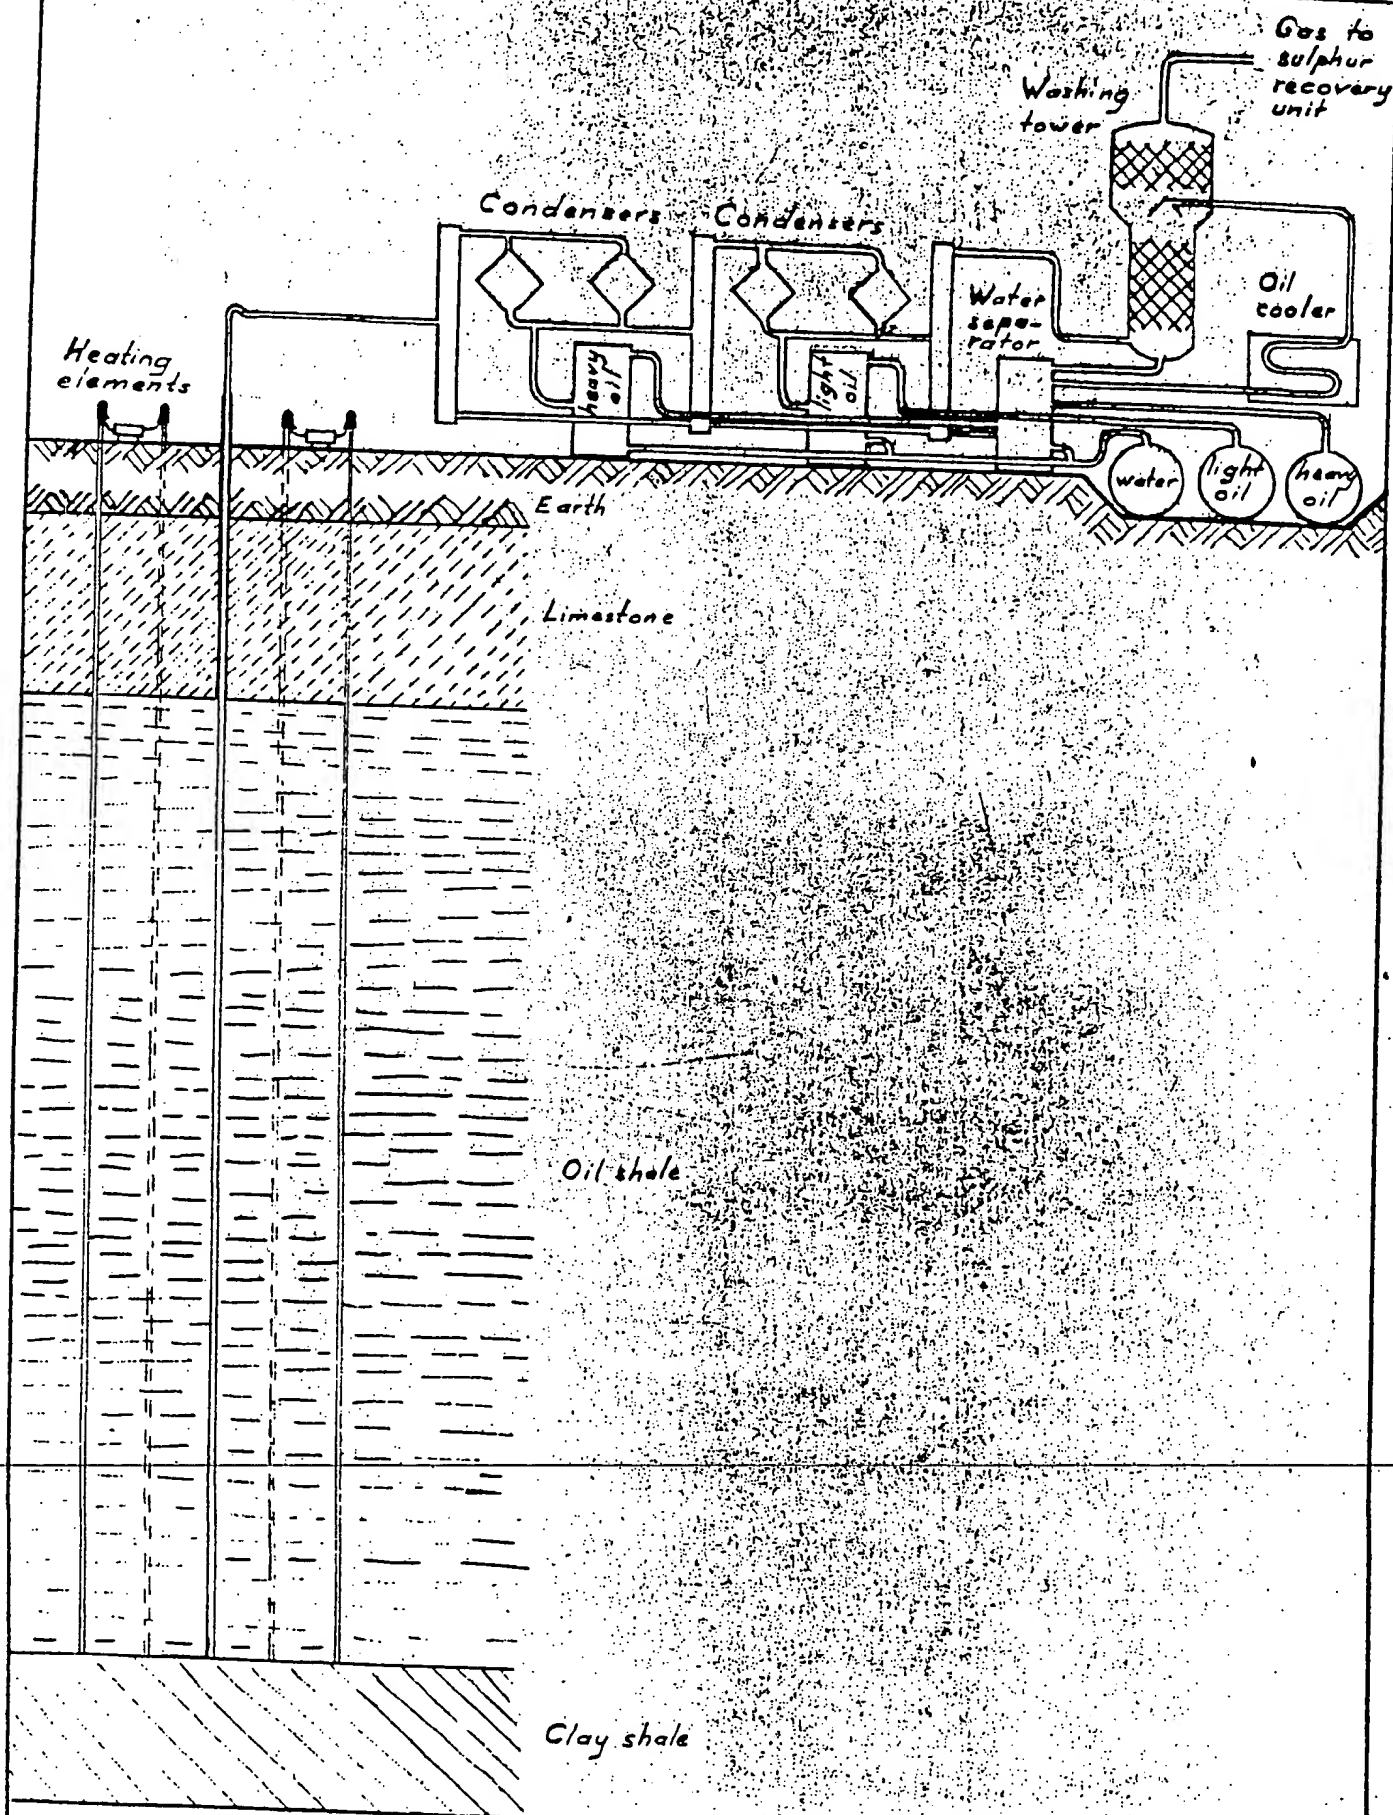 Gas to
sulphur
recovery
unit
Washing
tower
Condensers
Condensers
Oil
cooler
Water
sepa-
rator
Heating
elements
heavy
oil
light
oil
water
light
oil
heavy
oil
Earth
Limestone
Oil shale
Clay shale